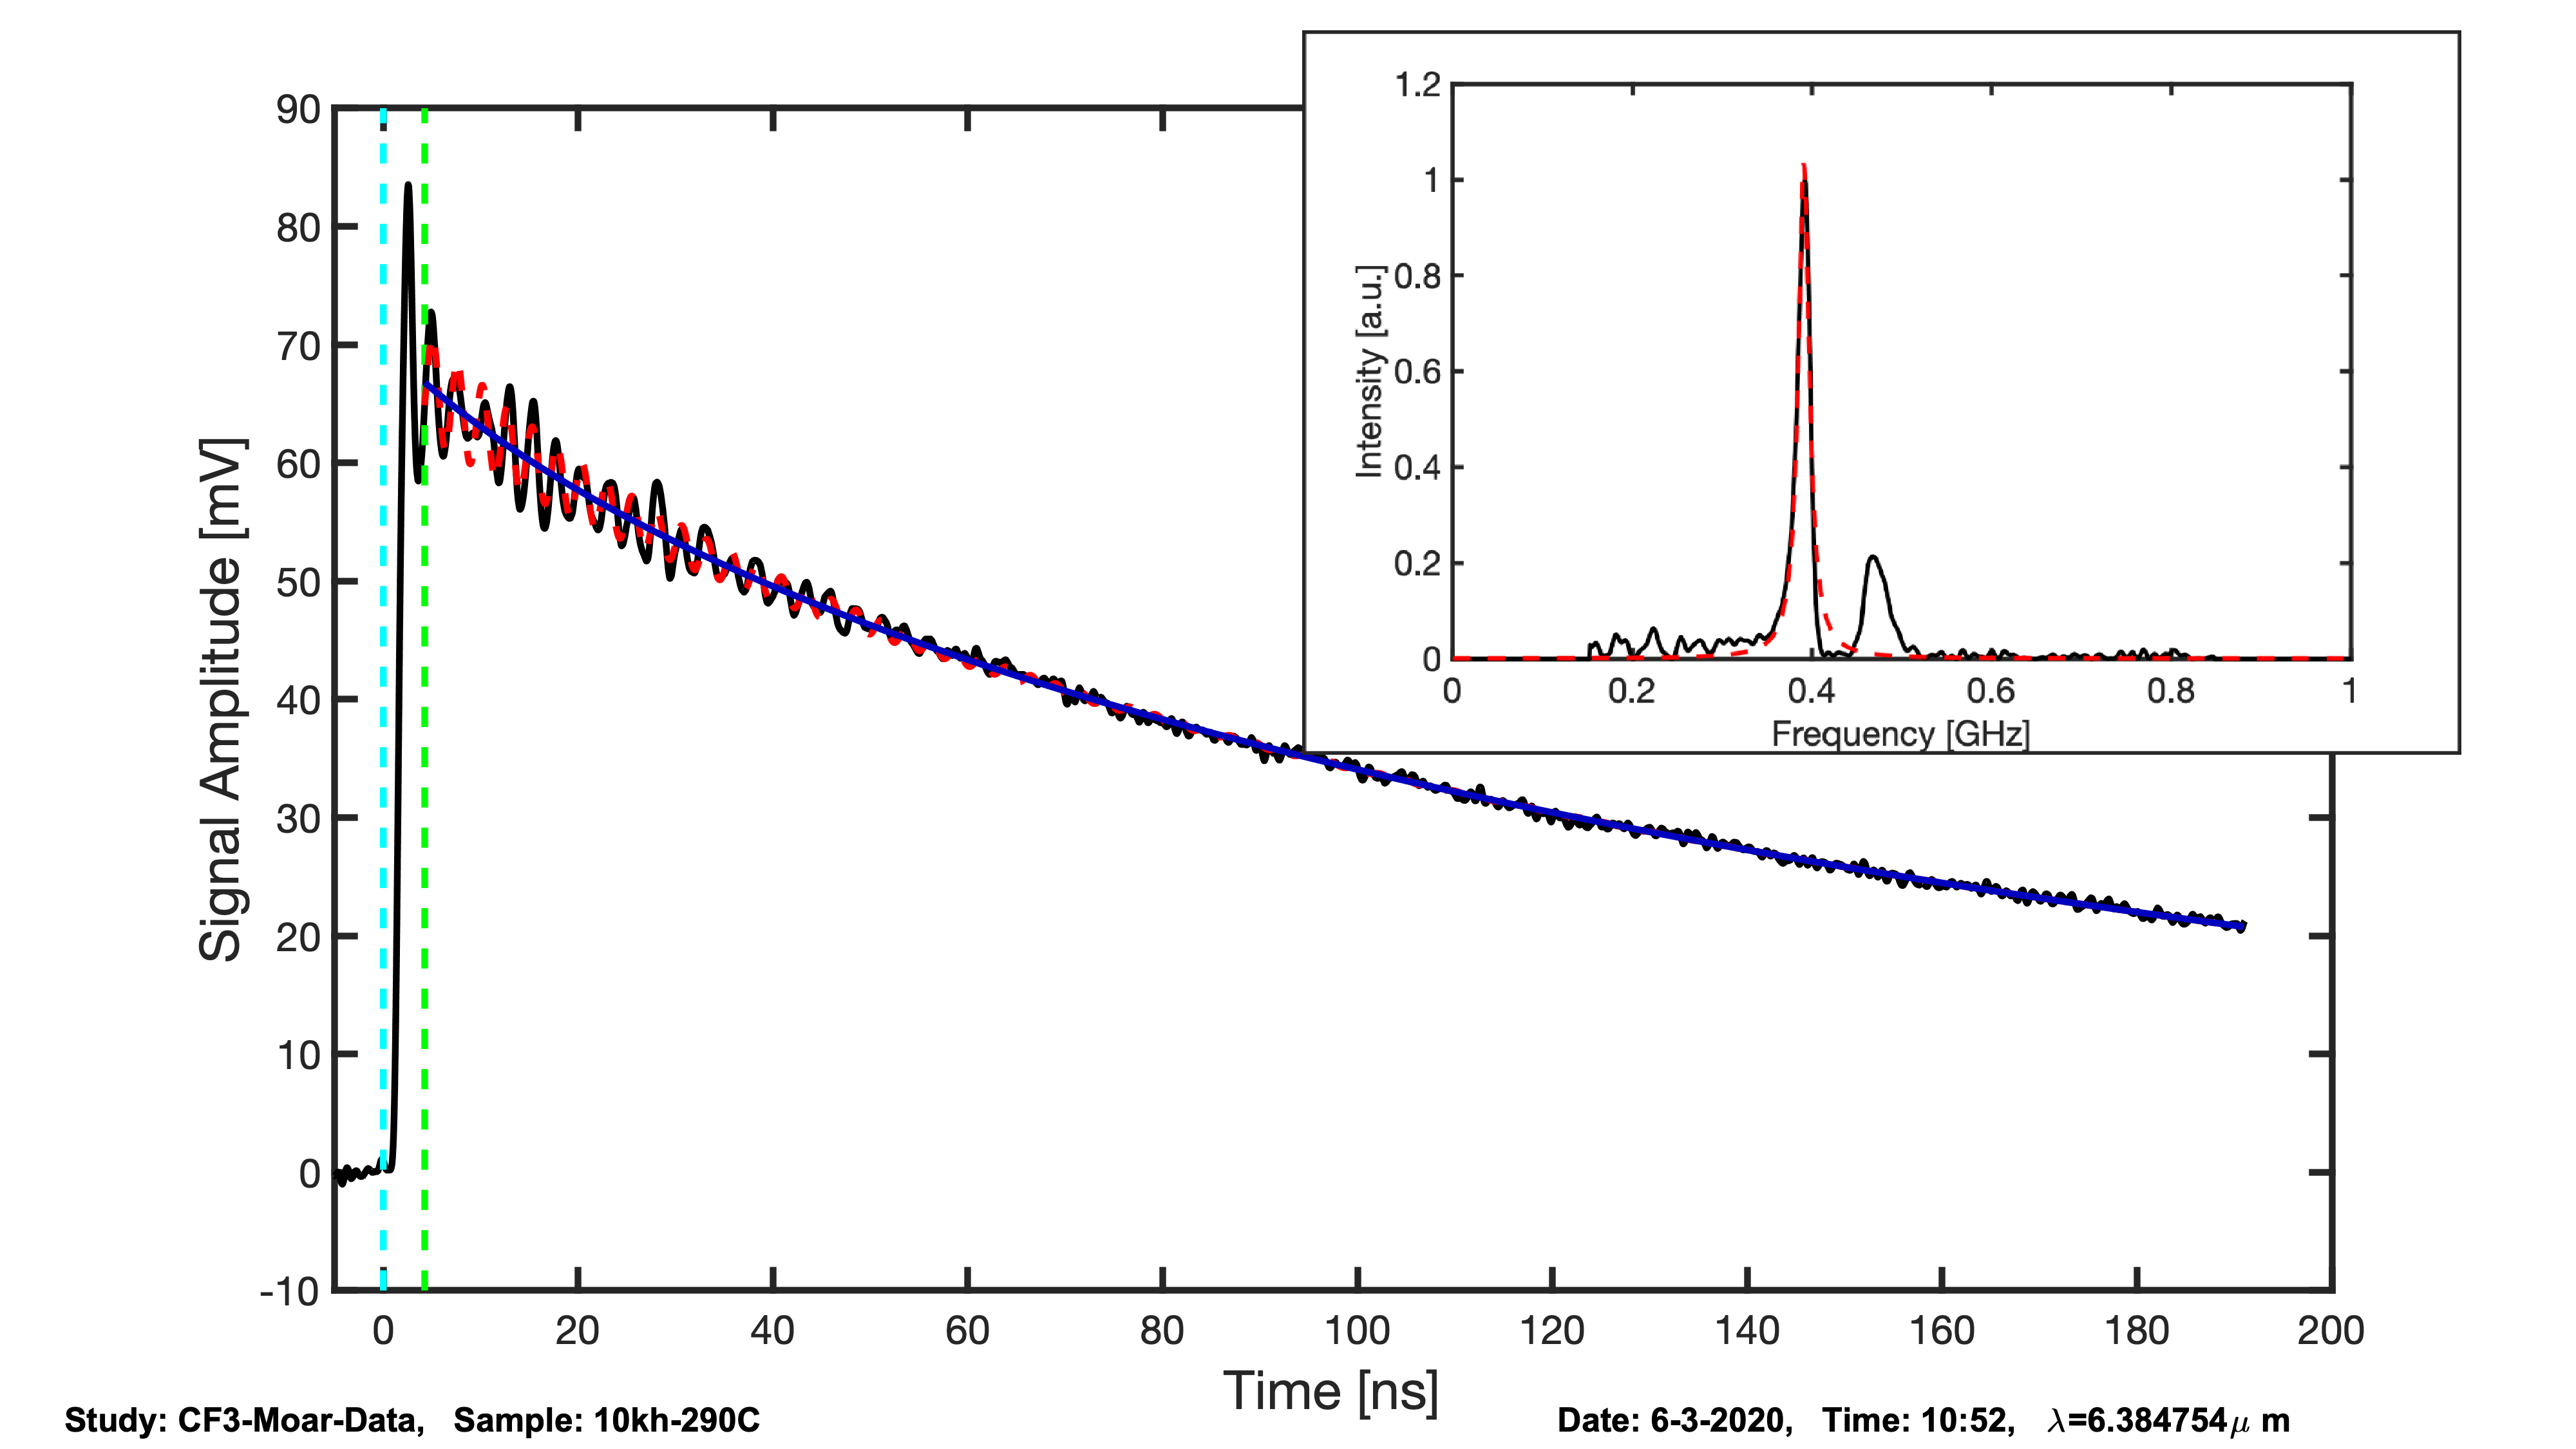 90
80
70
60
50
40
30
20
10
0
-10
Signal Amplitude [mV]
0 20 40 60 80 100 120 140 160 180 200
Time [ns]
1.2
1
0.8
0.6
0.4
0.2
0
Intensity [a.u.]
0 0.2 0.4 0.6 0.8 1
Frequency [GHz]
Study: CF3-Moar-Data, Sample: 10kh-290C
Date: 6-3-2020, Time: 10:52, λ=6.384754μ m